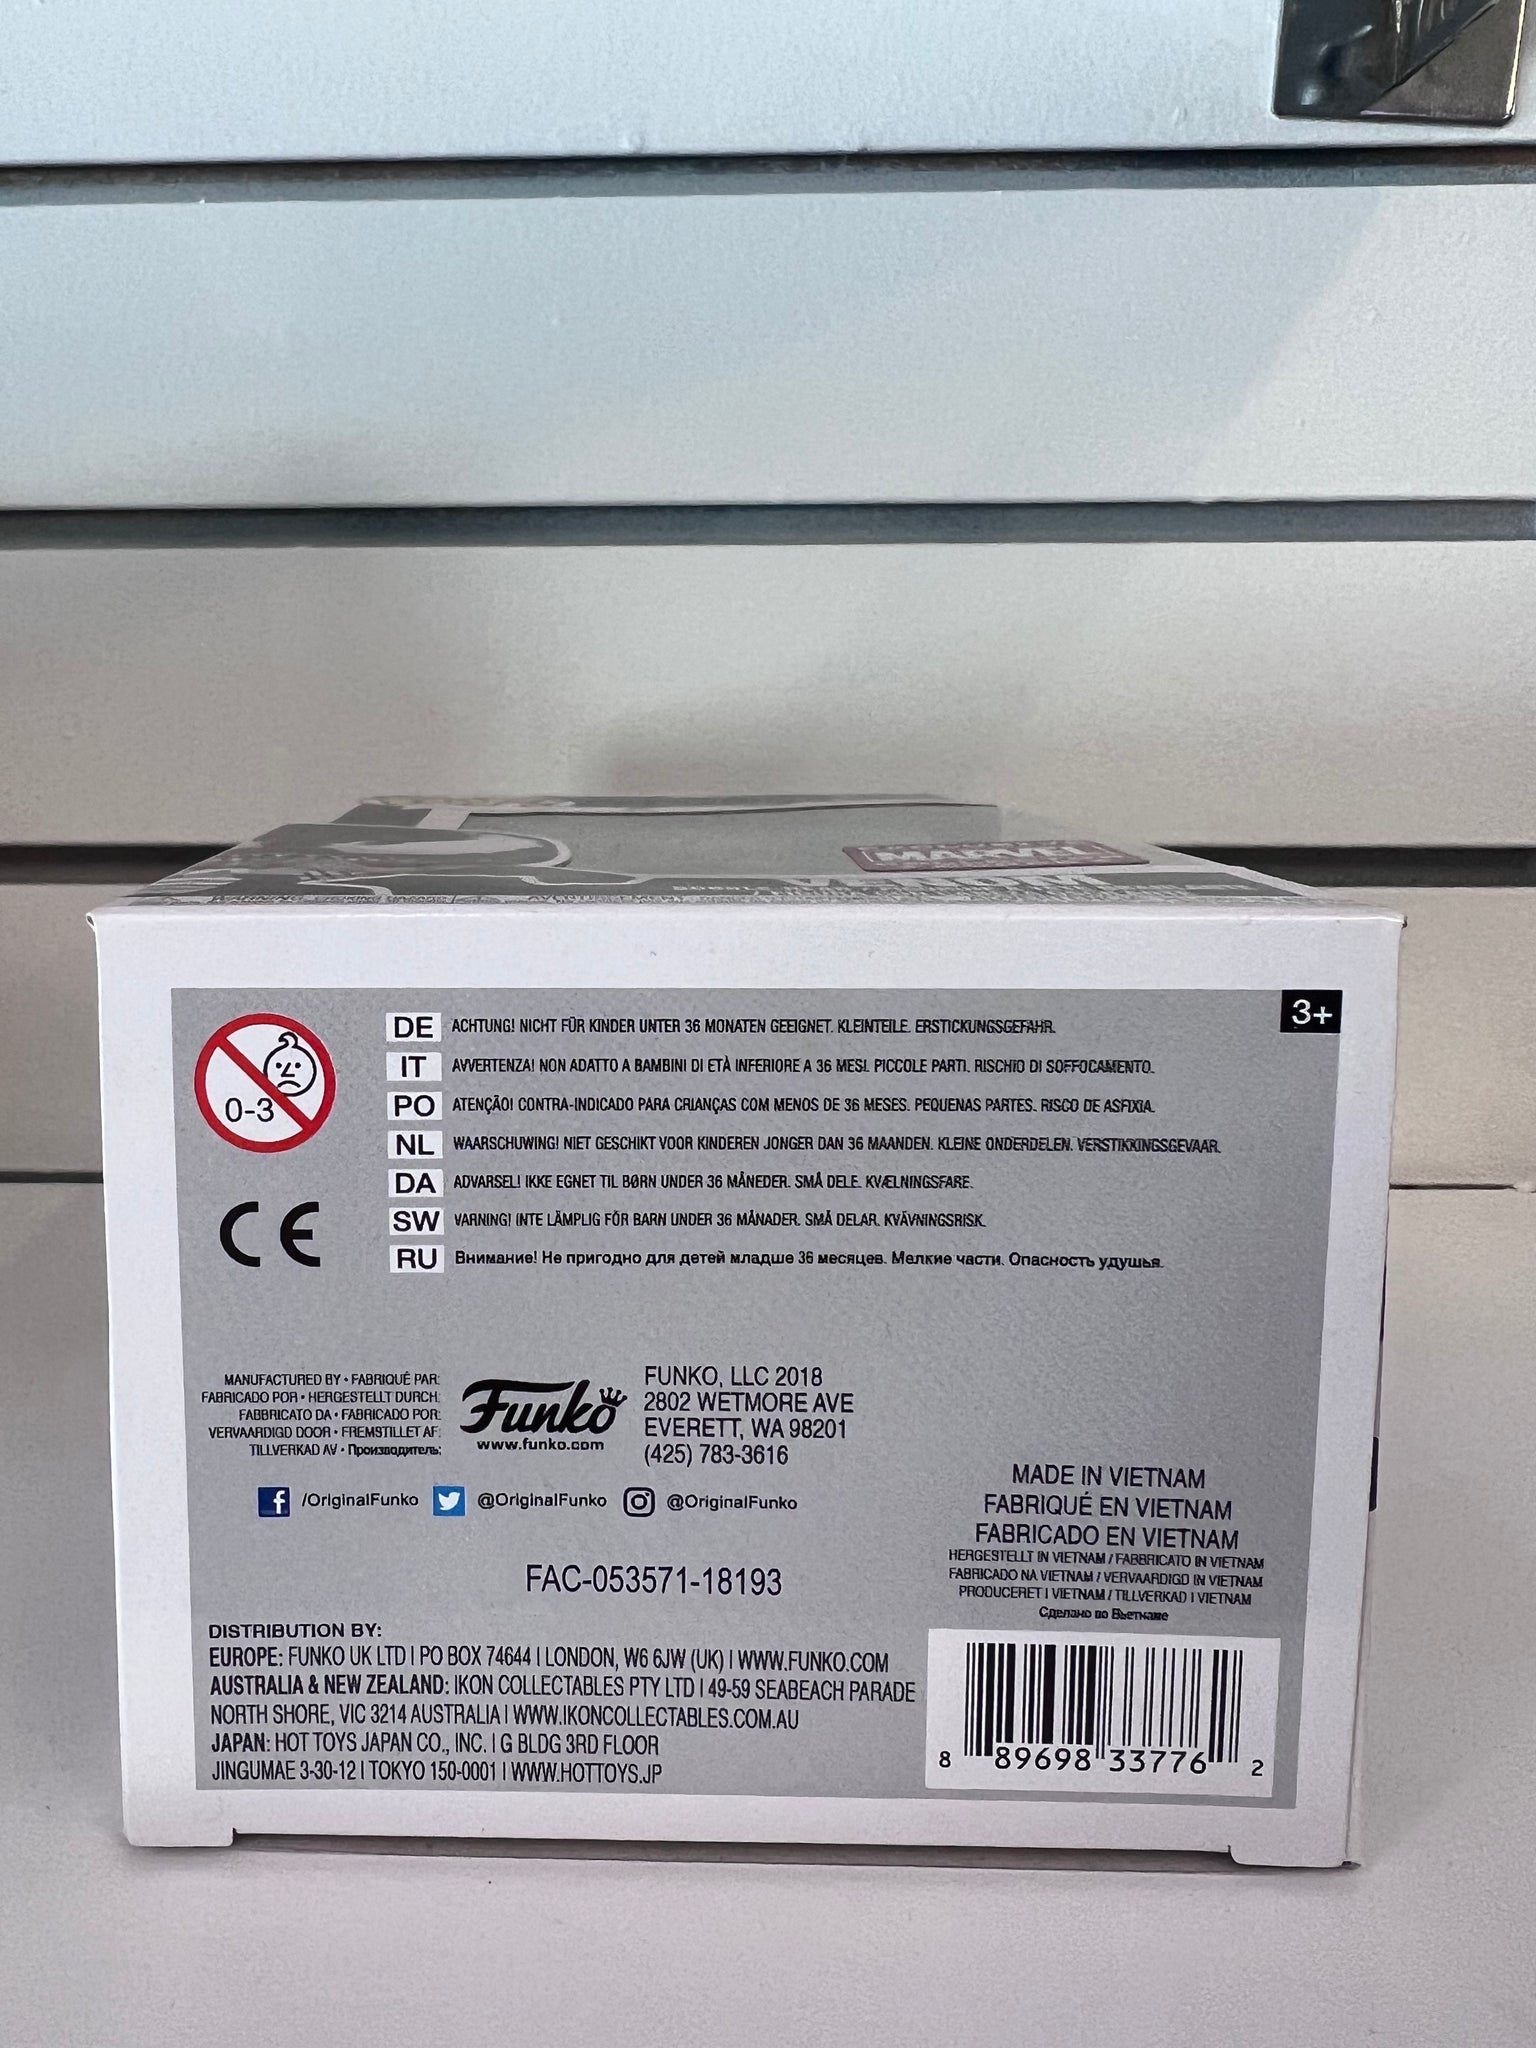 MARVEL
3+
0-3
DE ACHTUNG! NICHT FÜR KINDER UNTER 36 MONATEN GEEIGNET. KLEINTEILE. ERSTICKUNGSGEFAHR.
IT AVVERTENZA! NON ADATTO A BAMBINI DI ETÀ INFERIORE A 36 MESI. PICCOLE PARTI. RISCHIO DI SOFFOCAMENTO.
PO ATENÇÃO! CONTRA-INDICADO PARA CRIANÇAS COM MENOS DE 36 MESES. PEQUENAS PARTES. RISCO DE ASFIXIA.
NL WAARSCHUWING! NIET GESCHIKT VOOR KINDEREN JONGER DAN 36 MAANDEN. KLEINE ONDERDELEN. VERSTIKKINGSGEVAAR.
DA ADVARSEL! IKKE EGNET TIL BØRN UNDER 36 MÅNEDER. SMÅ DELE. KVÆLNINGSFARE.
SW VARNING! INTE LÄMPLIG FÖR BARN UNDER 36 MÅNADER. SMÅ DELAR. KVÄVNINGSRISK.
RU Внимание! Не пригодно для детей младше 36 месяцев. Мелкие части. Опасность удушья.
CE
MANUFACTURED BY • FABRIQUÉ PAR:
FABRICADO POR • HERGESTELLT DURCH:
FABBRICATO DA • FABRICADO POR:
VERVAARDIGD DOOR • FREMSTILLET AF:
TILLVERKAD AV • Производитель:
Funko
www.funko.com
FUNKO, LLC 2018
2802 WETMORE AVE
EVERETT, WA 98201
(425) 783-3616
/OriginalFunko @OriginalFunko @OriginalFunko
FAC-053571-18193
MADE IN VIETNAM
FABRIQUÉ EN VIETNAM
FABRICADO EN VIETNAM
HERGESTELLT IN VIETNAM / FABBRICATO IN VIETNAM
FABRICADO NA VIETNAM / VERVAARDIGD IN VIETNAM
PRODUCERET I VIETNAM / TILLVERKAD I VIETNAM
Сделано во Вьетнаме
DISTRIBUTION BY:
EUROPE: FUNKO UK LTD | PO BOX 74644 | LONDON, W6 6JW (UK) | WWW.FUNKO.COM
AUSTRALIA & NEW ZEALAND: IKON COLLECTABLES PTY LTD | 49-59 SEABEACH PARADE
NORTH SHORE, VIC 3214 AUSTRALIA | WWW.IKONCOLLECTABLES.COM.AU
JAPAN: HOT TOYS JAPAN CO., INC. | G BLDG 3RD FLOOR
JINGUMAE 3-30-12 | TOKYO 150-0001 | WWW.HOTTOYS.JP
8 89698 33776 2